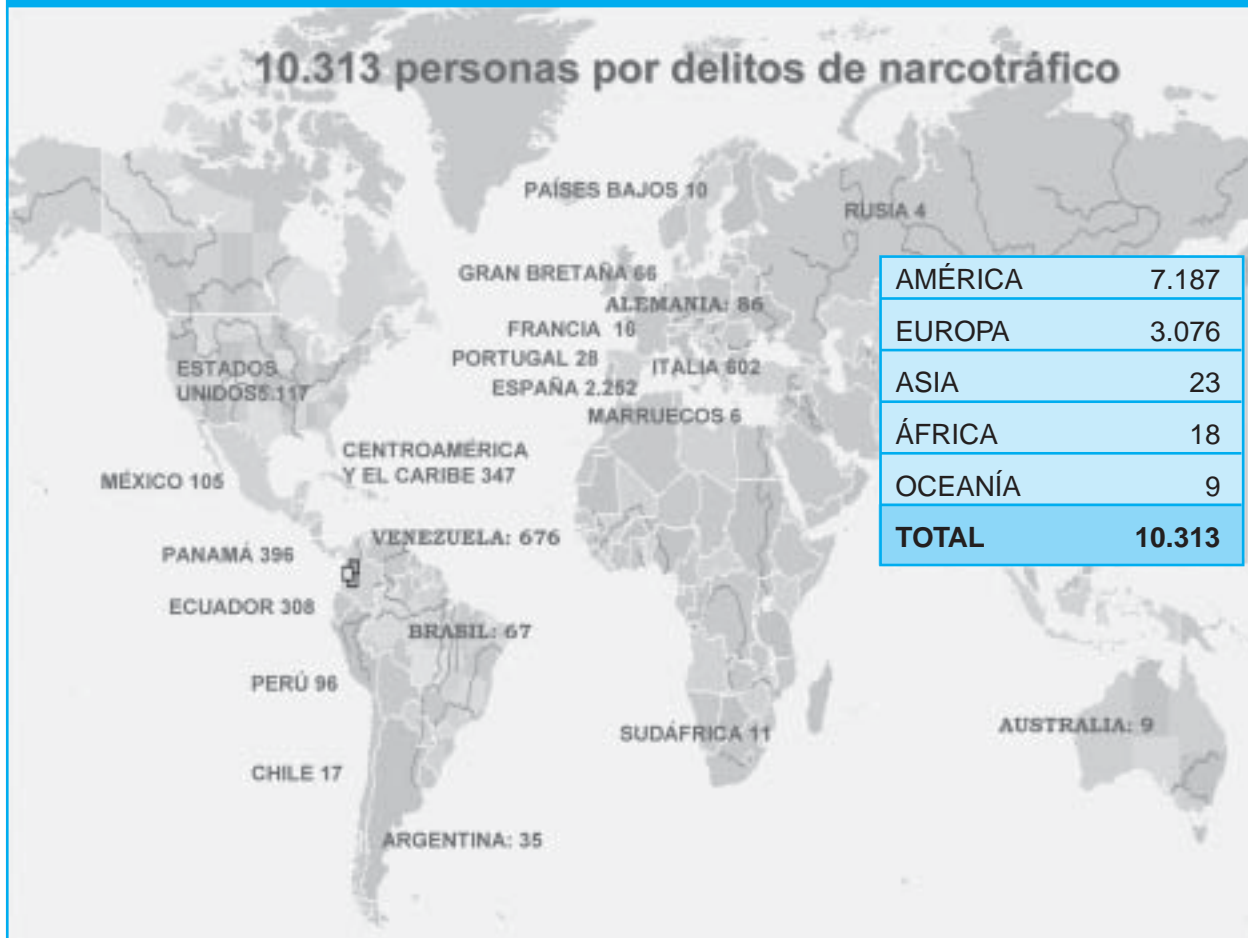 10.313 personas por delitos de narcotráfico
PAÍSES BAJOS 10
RUSIA 4
GRAN BRETAÑA 66
ALEMANIA: 86
FRANCIA
PORTUGAL 28
ITALIA 602
ESPAÑA 2.252
MARRUECOS 6
ESTADOS
UNIDOS5.117
CENTROAMÉRICA
Y EL CARIBE 347
MÉXICO 105
VENEZUELA: 676
PANAMÁ 396
ECUADOR 308
BRASIL: 67
PERÚ 96
SUDÁFRICA 11
AUSTRALIA: 9
CHILE 17
ARGENTINA: 35
AMÉRICA 7.187
EUROPA 3.076
ASIA 23
ÁFRICA 18
OCEANÍA 9
TOTAL 10.313